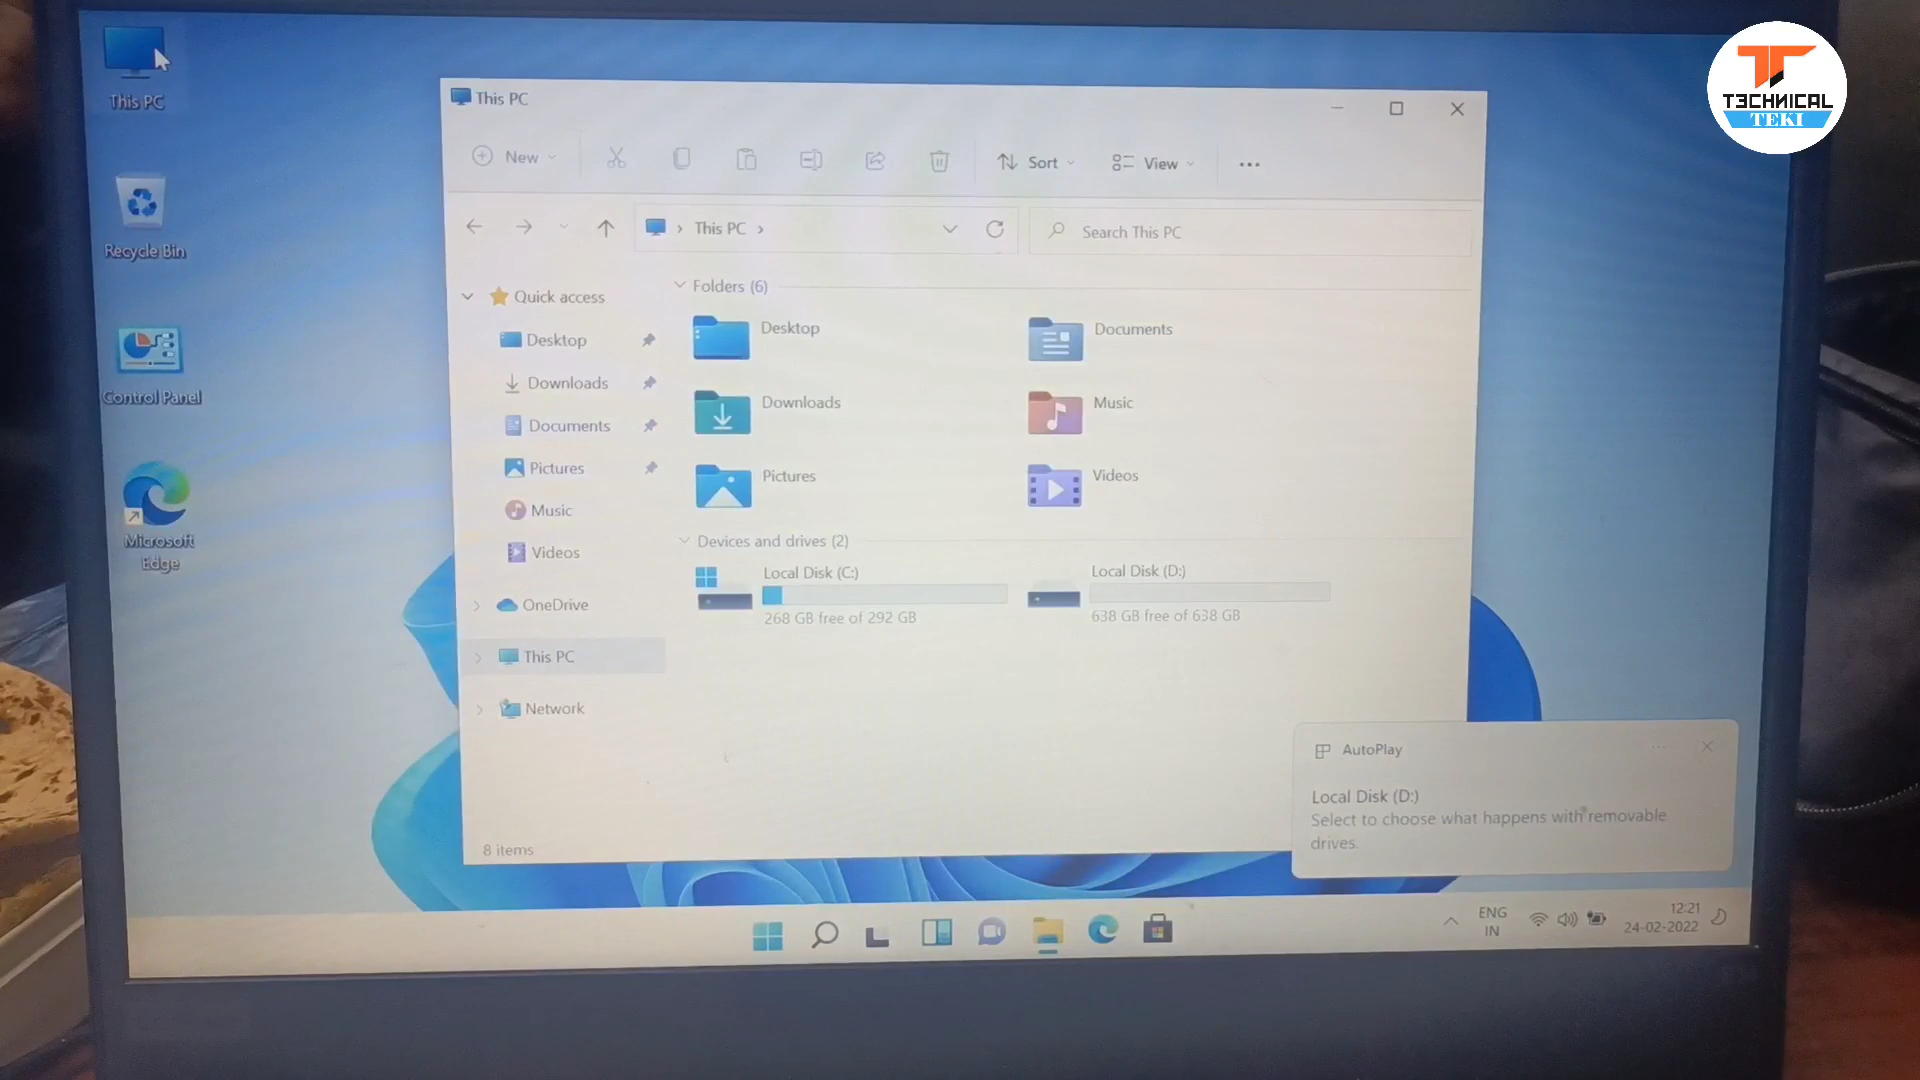 This PC
Recycle Bin
Control Panel
Microsoft
Edge
This PC
New
Sort
View
This PC
Search This PC
Quick access
Desktop
Downloads
Documents
Pictures
Music
Videos
OneDrive
This PC
Network
Folders (6)
Desktop
Documents
Downloads
Music
Pictures
Videos
Devices and drives (2)
Local Disk (C:)
268 GB free of 292 GB
Local Disk (D:)
638 GB free of 638 GB
8 items
AutoPlay
Local Disk (D:)
Select to choose what happens with removable
drives.
ENG
IN
12:21
24-02-2022
T3CHNICAL
TEKI